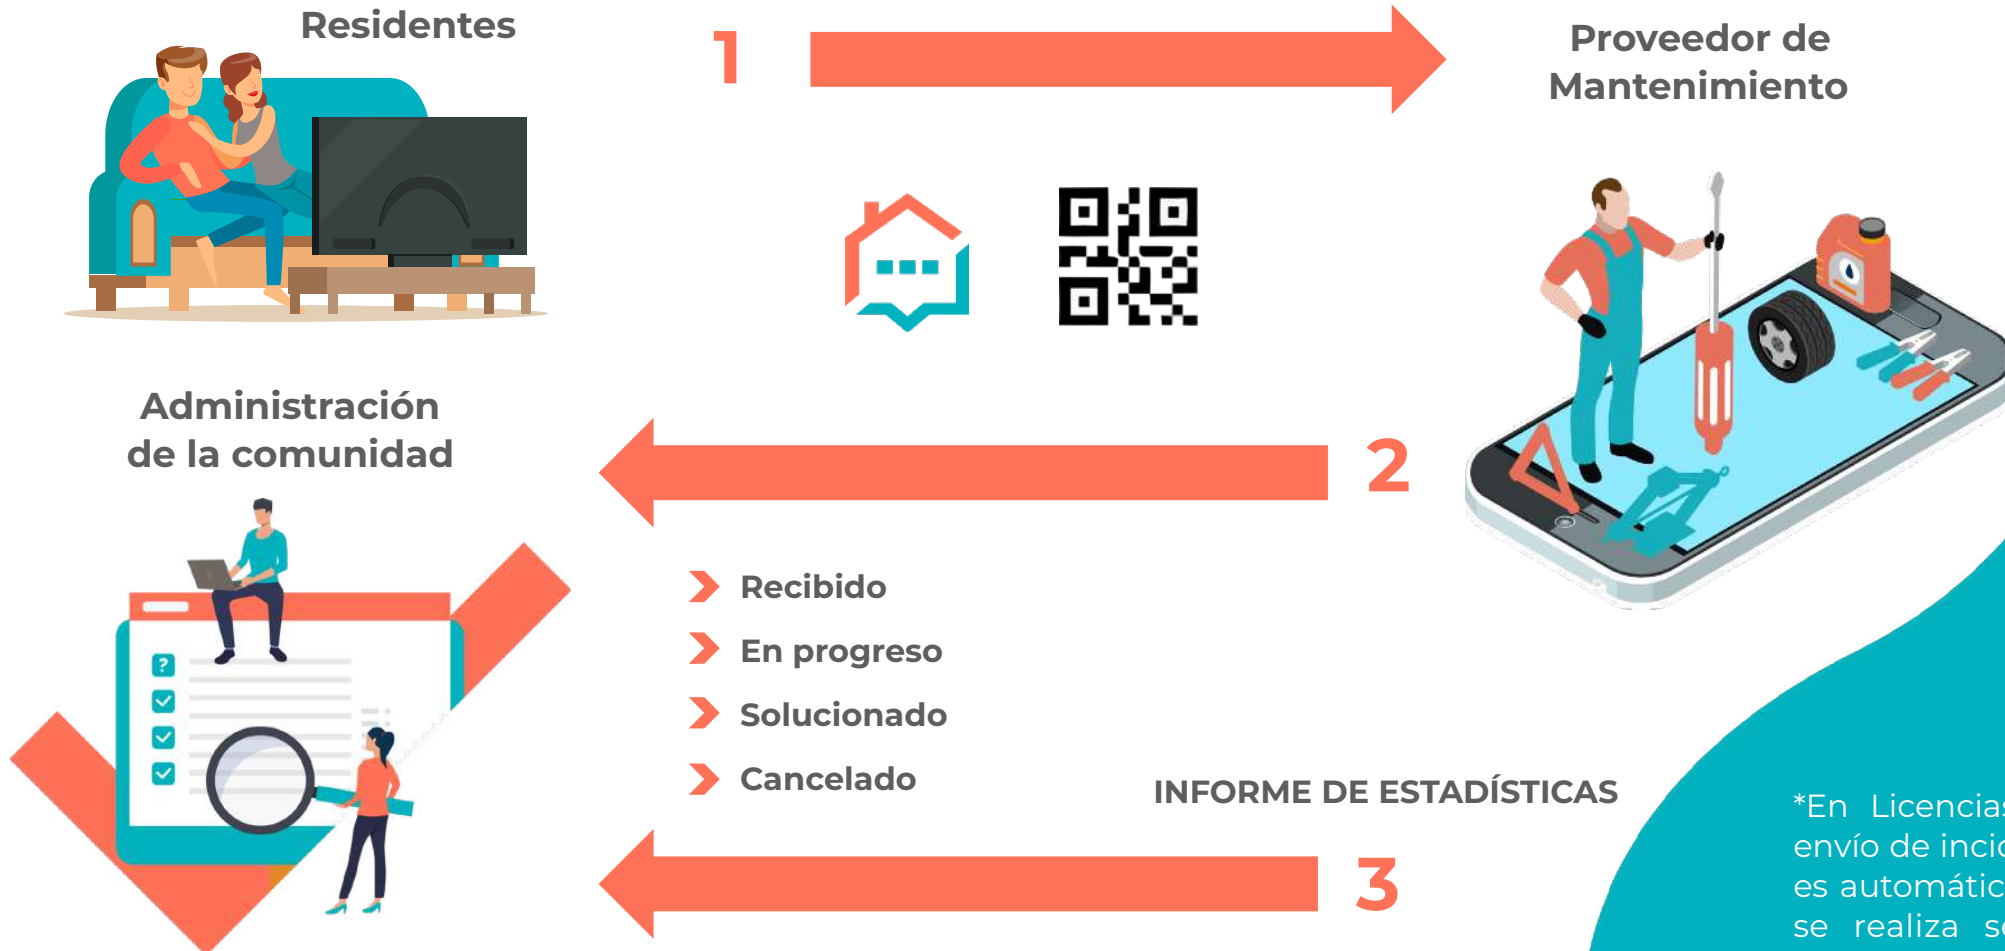 Residentes
1
Proveedor de
Mantenimiento
Administración
de la comunidad
2
Recibido
En progreso
Solucionado
Cancelado
INFORME DE ESTADÍSTICAS
3
*En Licencias
envío de
es
se realiza